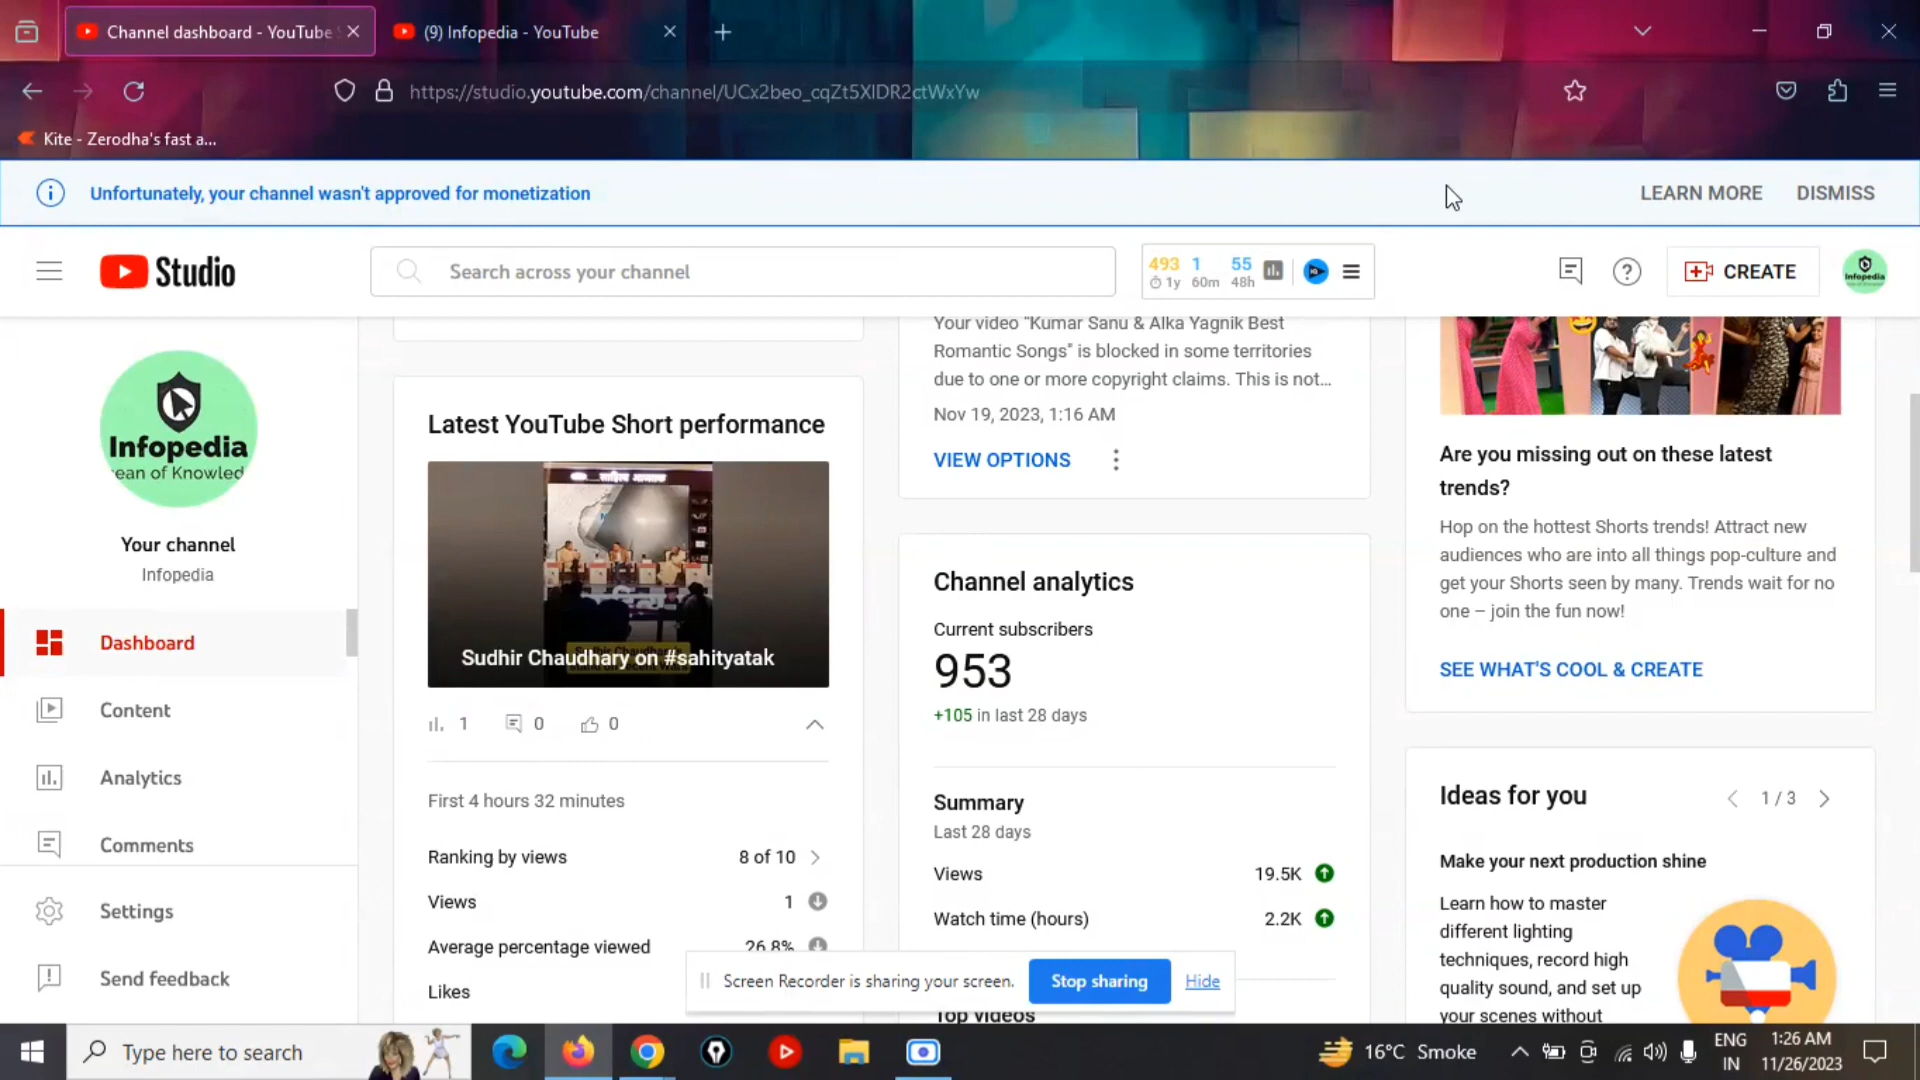 Channel dashboard - YouTube
(9) Infopedia - YouTube
https://studio.youtube.com/channel/UCx2beo_cqZt5XlDR2ctWxYw
Kite - Zerodha's fast a...
Unfortunately, your channel wasn't approved for monetization
LEARN MORE
DISMISS
Studio
Search across your channel
493 1 55
1y 60m 48h
CREATE
Infopedia
Infopedia
ean of Knowled
Your channel
Infopedia
Dashboard
Content
Analytics
Comments
Settings
Send feedback
Latest YouTube Short performance
Sudhir Chaudhary on #sahityatak
1 0 0
First 4 hours 32 minutes
Ranking by views 8 of 10
Views 1
Average percentage viewed 26.8%
Likes
Your video "Kumar Sanu & Alka Yagnik Best
Romantic Songs" is blocked in some territories
due to one or more copyright claims. This is not...
Nov 19, 2023, 1:16 AM
VIEW OPTIONS
Channel analytics
Current subscribers
953
+105 in last 28 days
Summary
Last 28 days
Views 19.5K
Watch time (hours) 2.2K
Top videos
Are you missing out on these latest
trends?
Hop on the hottest Shorts trends! Attract new
audiences who are into all things pop-culture and
get your Shorts seen by many. Trends wait for no
one – join the fun now!
SEE WHAT'S COOL & CREATE
Ideas for you
1 / 3
Make your next production shine
Learn how to master
different lighting
techniques, record high
quality sound, and set up
your scenes without
Screen Recorder is sharing your screen.
Stop sharing
Hide
Type here to search
16°C Smoke
ENG
IN
1:26 AM
11/26/2023